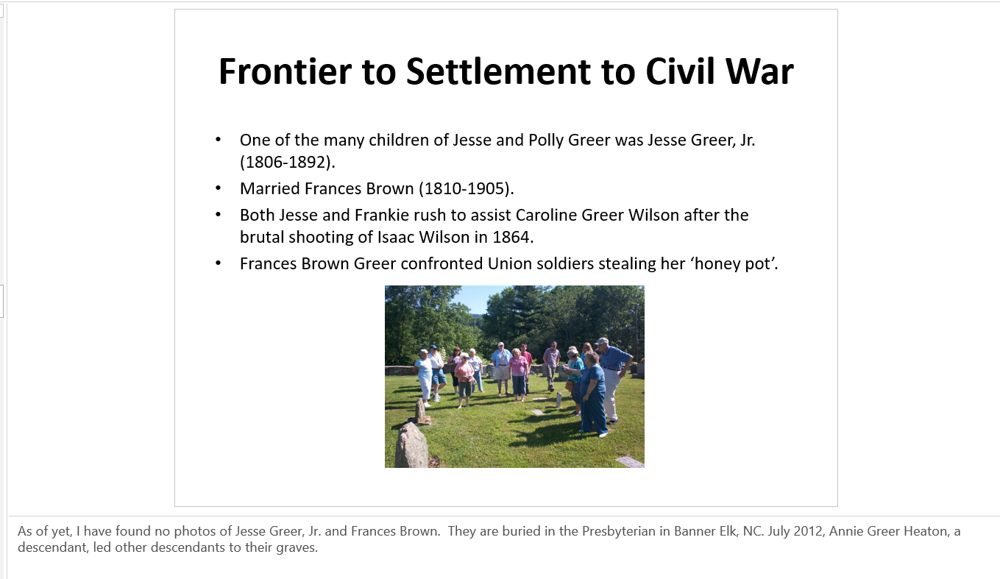 Frontier to Settlement to Civil War
• One of the many children of Jesse and Polly Greer was Jesse Greer, Jr.
(1806-1892).
• Married Frances Brown (1810-1905).
• Both Jesse and Frankie rush to assist Caroline Greer Wilson after the
brutal shooting of Isaac Wilson in 1864.
• Frances Brown Greer confronted Union soldiers stealing her ‘honey pot’.
As of yet, I have found no photos of Jesse Greer, Jr. and Frances Brown.  They are buried in the Presbyterian in Banner Elk, NC. July 2012, Annie Greer Heaton, a
descendant, led other descendants to their graves.